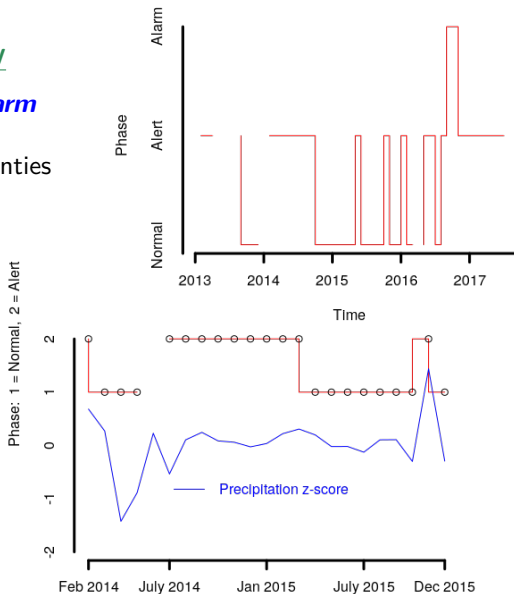 Alarm
Alert
Normal
Phase
nties
2013 2014 2015 2016 2017
Time
Phase: 1 = Normal, 2 = Alert
2
1
0
-1
-2
Precipitation z-score
Feb 2014 July 2014 Jan 2015 July 2015 Dec 2015